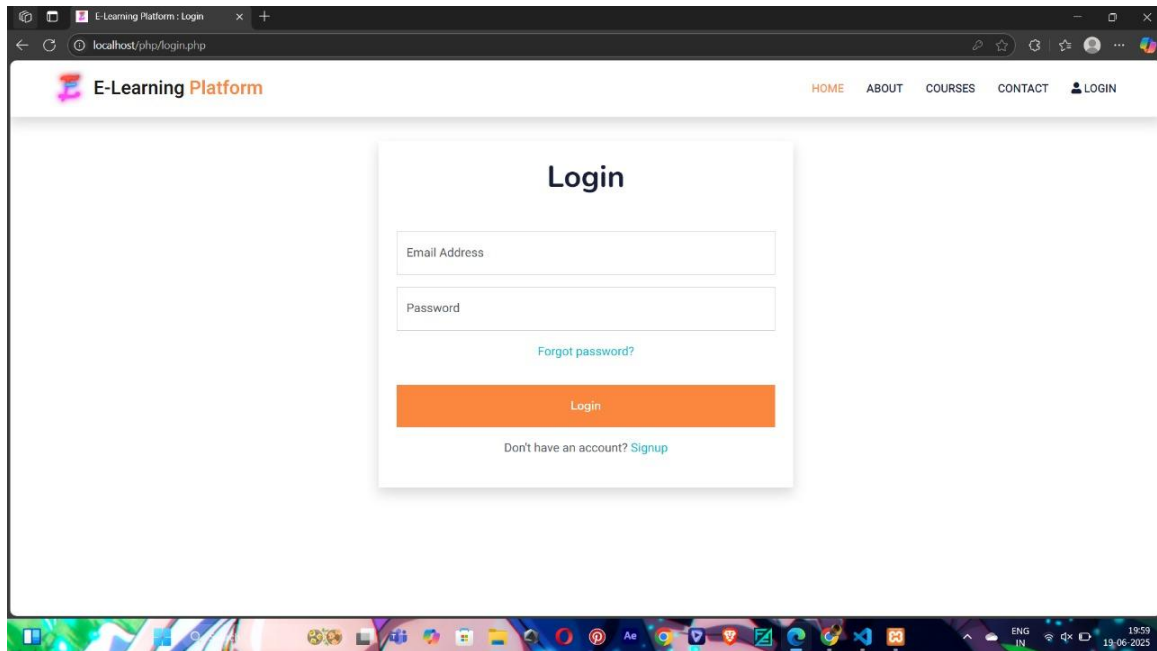 E-Learning Platform : Login
localhost/php/login.php
E-Learning Platform
HOME ABOUT COURSES CONTACT LOGIN
Login
Email Address
Password
Forgot password?
Login
Don't have an account? Signup
Ae
ENG
IN
19:59
19-06-2025